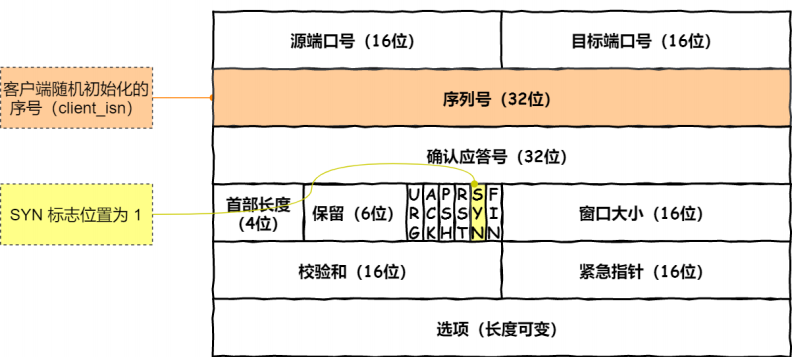 源端口号（16位）
目标端口号（16位）
客户端随机初始化的
序号（client_isn）
序列号（32位）
确认应答号（32位）
SYN 标志位置为 1
首部长度
（4位）
保留（6位）
URG
ACK
PSH
RST
SYN
FIN
窗口大小（16位）
校验和（16位）
紧急指针（16位）
选项（长度可变）